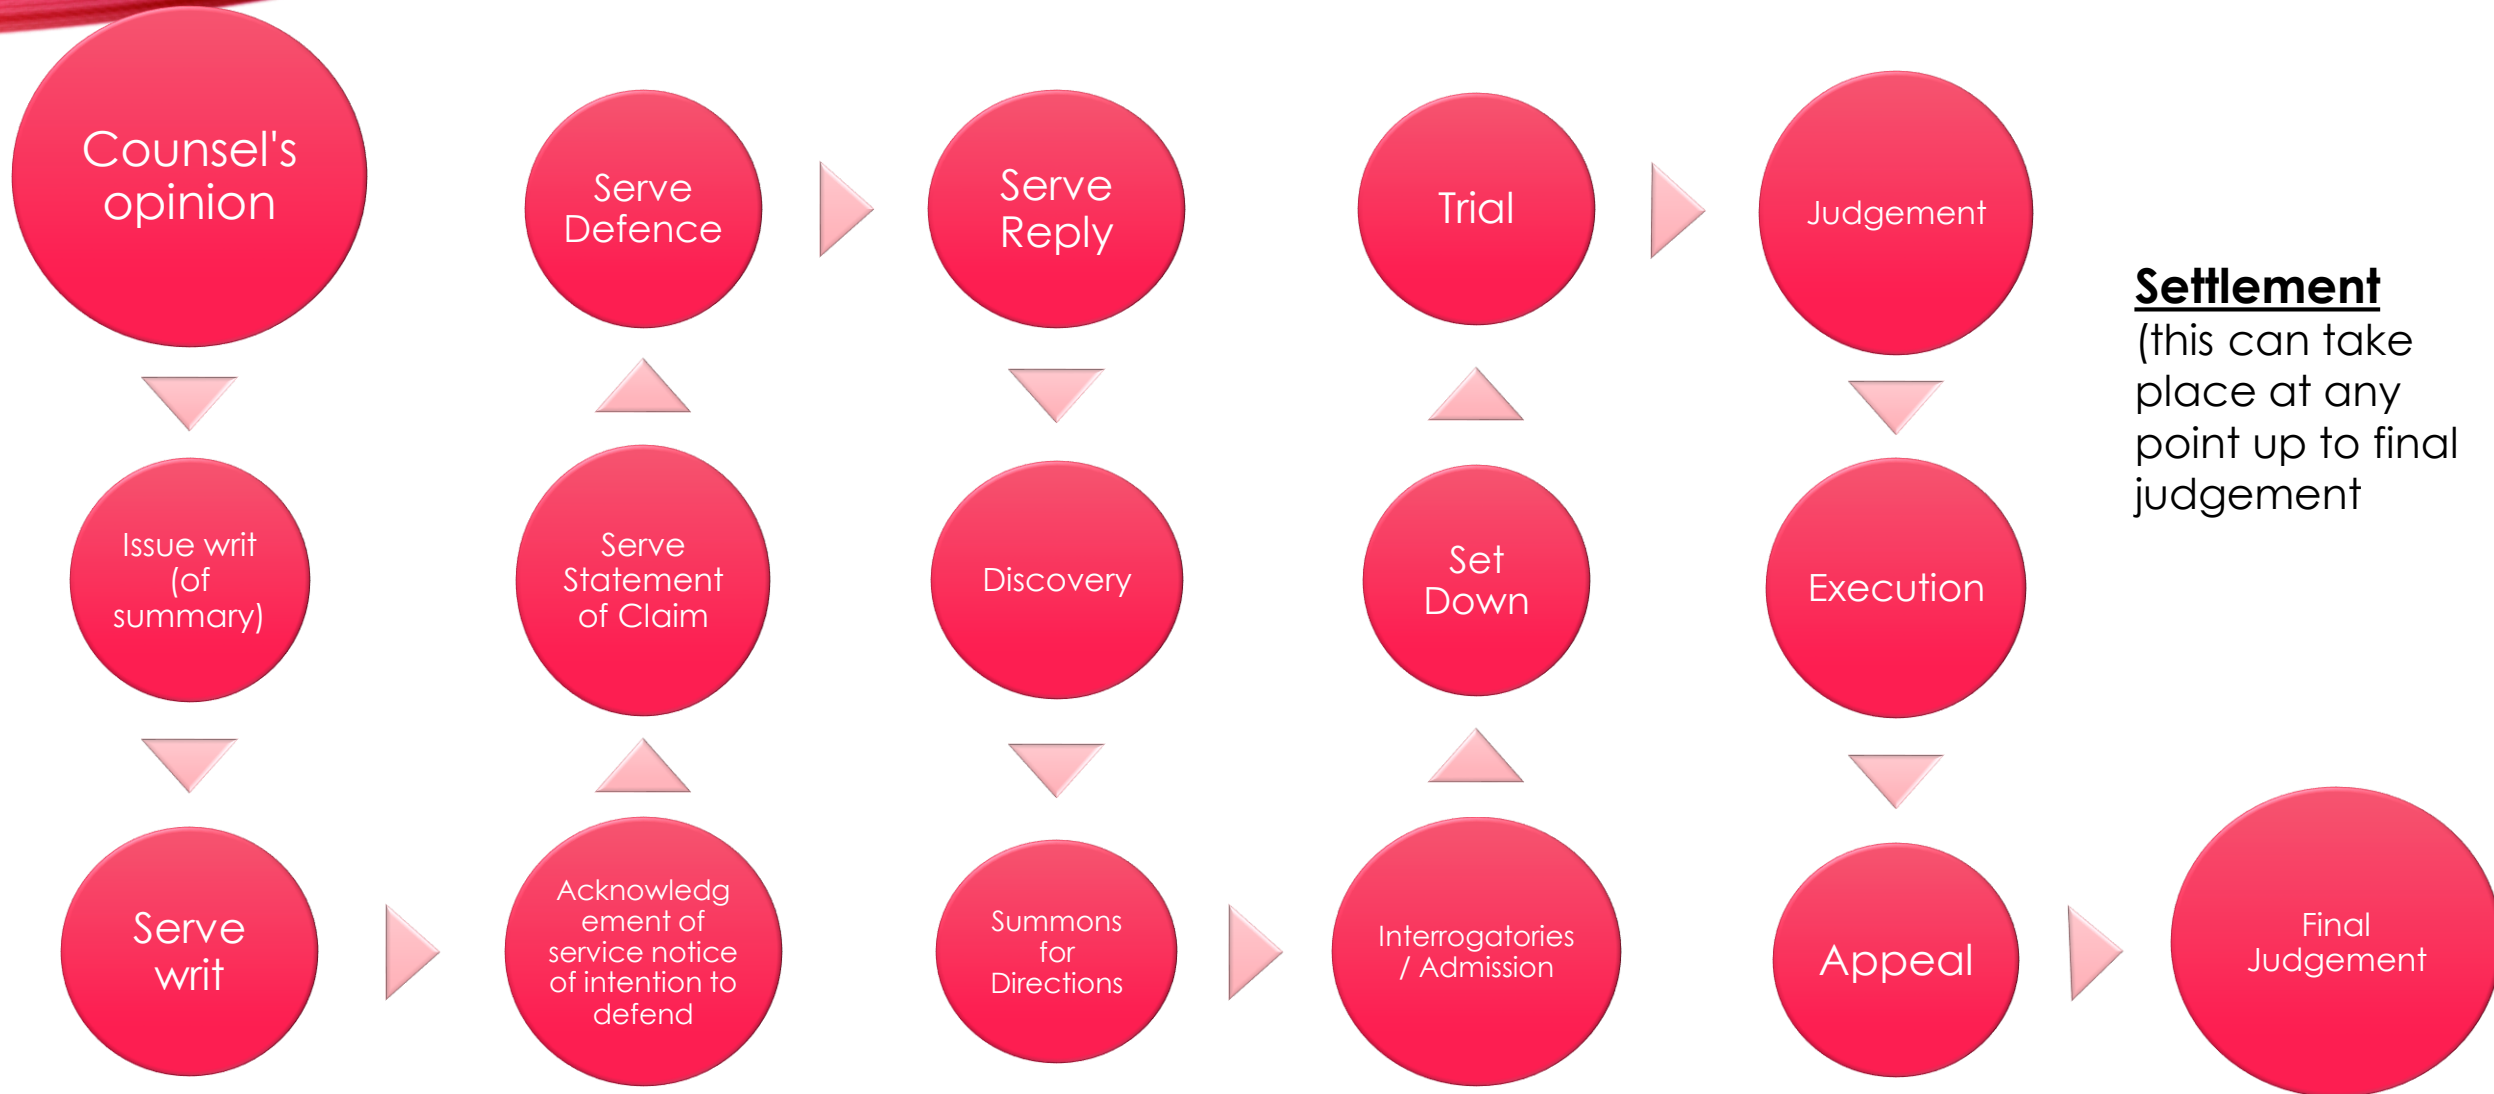 Counsel's
opinion
Issue writ
(of
summary)
Serve
writ
Acknowledg
ement of
service notice
of intention to
defend
Serve
Statement
of Claim
Serve
Defence
Serve
Reply
Discovery
Summons
for
Directions
Interrogatories
/ Admission
Set
Down
Trial
Judgement
Execution
Appeal
Final
Judgement
Settlement
(this can take
place at any
point up to final
judgement